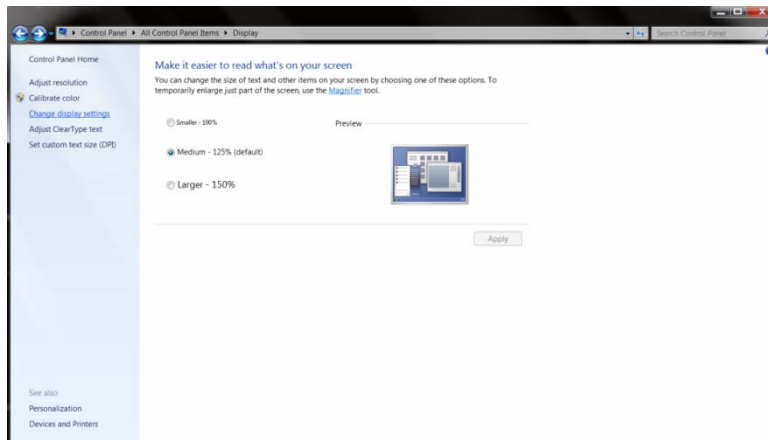 Control Panel ▸ All Control Panel Items ▸ Display
Search Control Panel
Control Panel Home
Adjust resolution
Calibrate color
Change display settings
Adjust ClearType text
Set custom text size (DPI)
Make it easier to read what's on your screen
You can change the size of text and other items on your screen by choosing one of these options. To
temporarily enlarge just part of the screen, use the Magnifier tool.
Smaller - 100%
Preview
Medium - 125% (default)
Larger - 150%
Apply
See also
Personalization
Devices and Printers